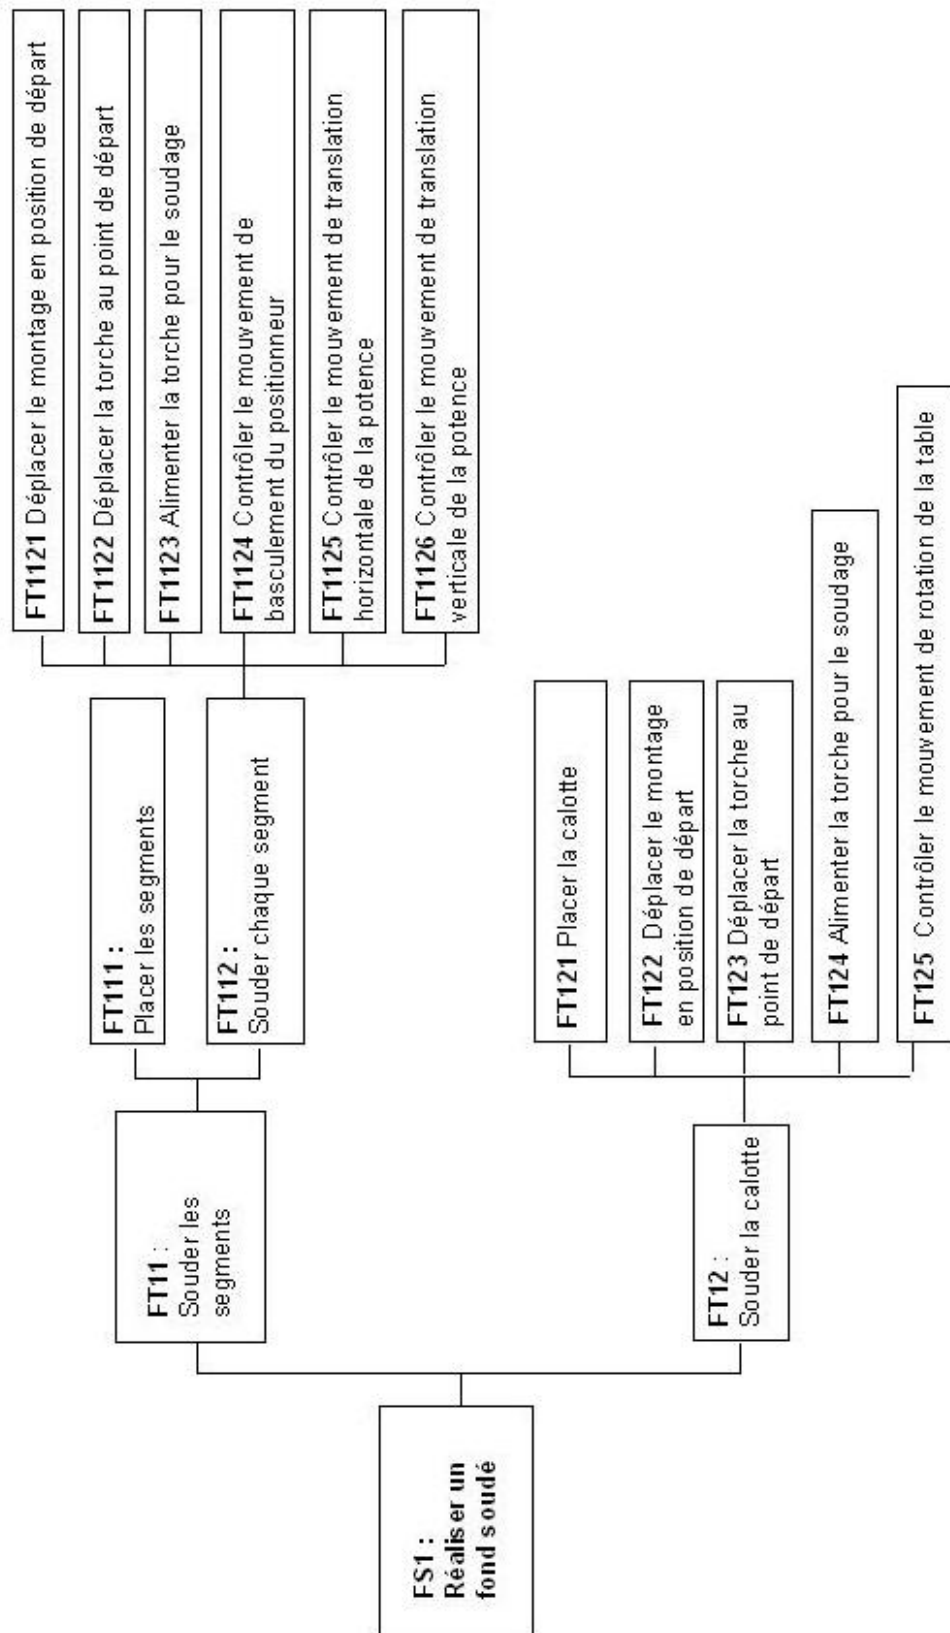 FS1 :
Réaliser un
fond soudé
FT11 :
Souder les
segments
FT111 :
Placer les segments
FT112 :
Souder chaque segment
FT1121 Déplacer le montage en position de départ
FT1122 Déplacer la torche au point de départ
FT1123 Alimenter la torche pour le soudage
FT1124 Contrôler le mouvement de
basculement du positionneur
FT1125 Contrôler le mouvement de translation
horizontale de la potence
FT1126 Contrôler le mouvement de translation
verticale de la potence
FT12 :
Souder la calotte
FT121 Placer la calotte
FT122 Déplacer le montage
en position de départ
FT123 Déplacer la torche au
point de départ
FT124 Alimenter la torche pour le soudage
FT125 Contrôler le mouvement de rotation de la table